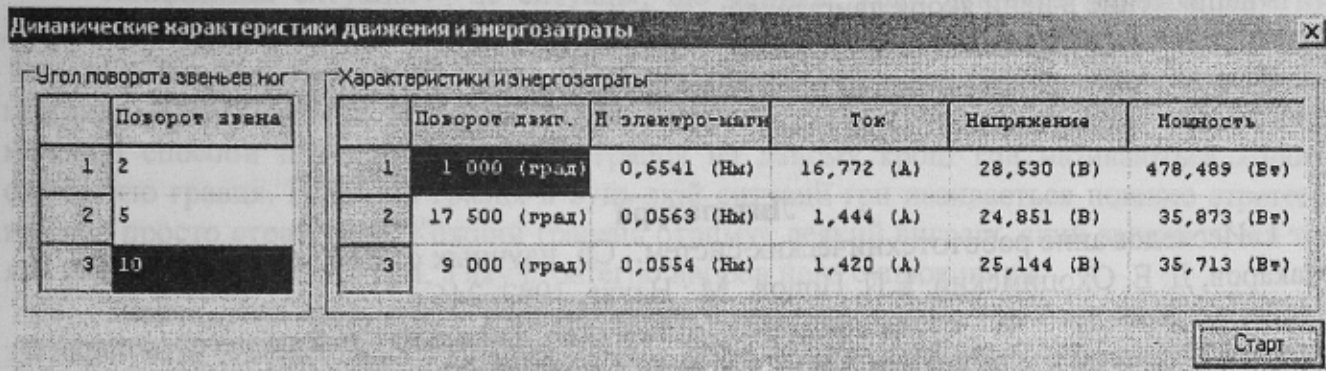 Динамические характеристики движения и энергозатраты
Угол поворота звеньев ног
Характеристики и энергозатраты
Поворот звена
1 2
2 5
3 10
Поворот двиг. М электро-магн Ток Напряжение Мощность
1 1 000 (град) 0,6541 (Нм) 16,772 (А) 28,530 (В) 478,489 (Вт)
2 17 500 (град) 0,0563 (Нм) 1,444 (А) 24,851 (В) 35,873 (Вт)
3 9 000 (град) 0,0554 (Нм) 1,420 (А) 25,144 (В) 35,713 (Вт)
Старт